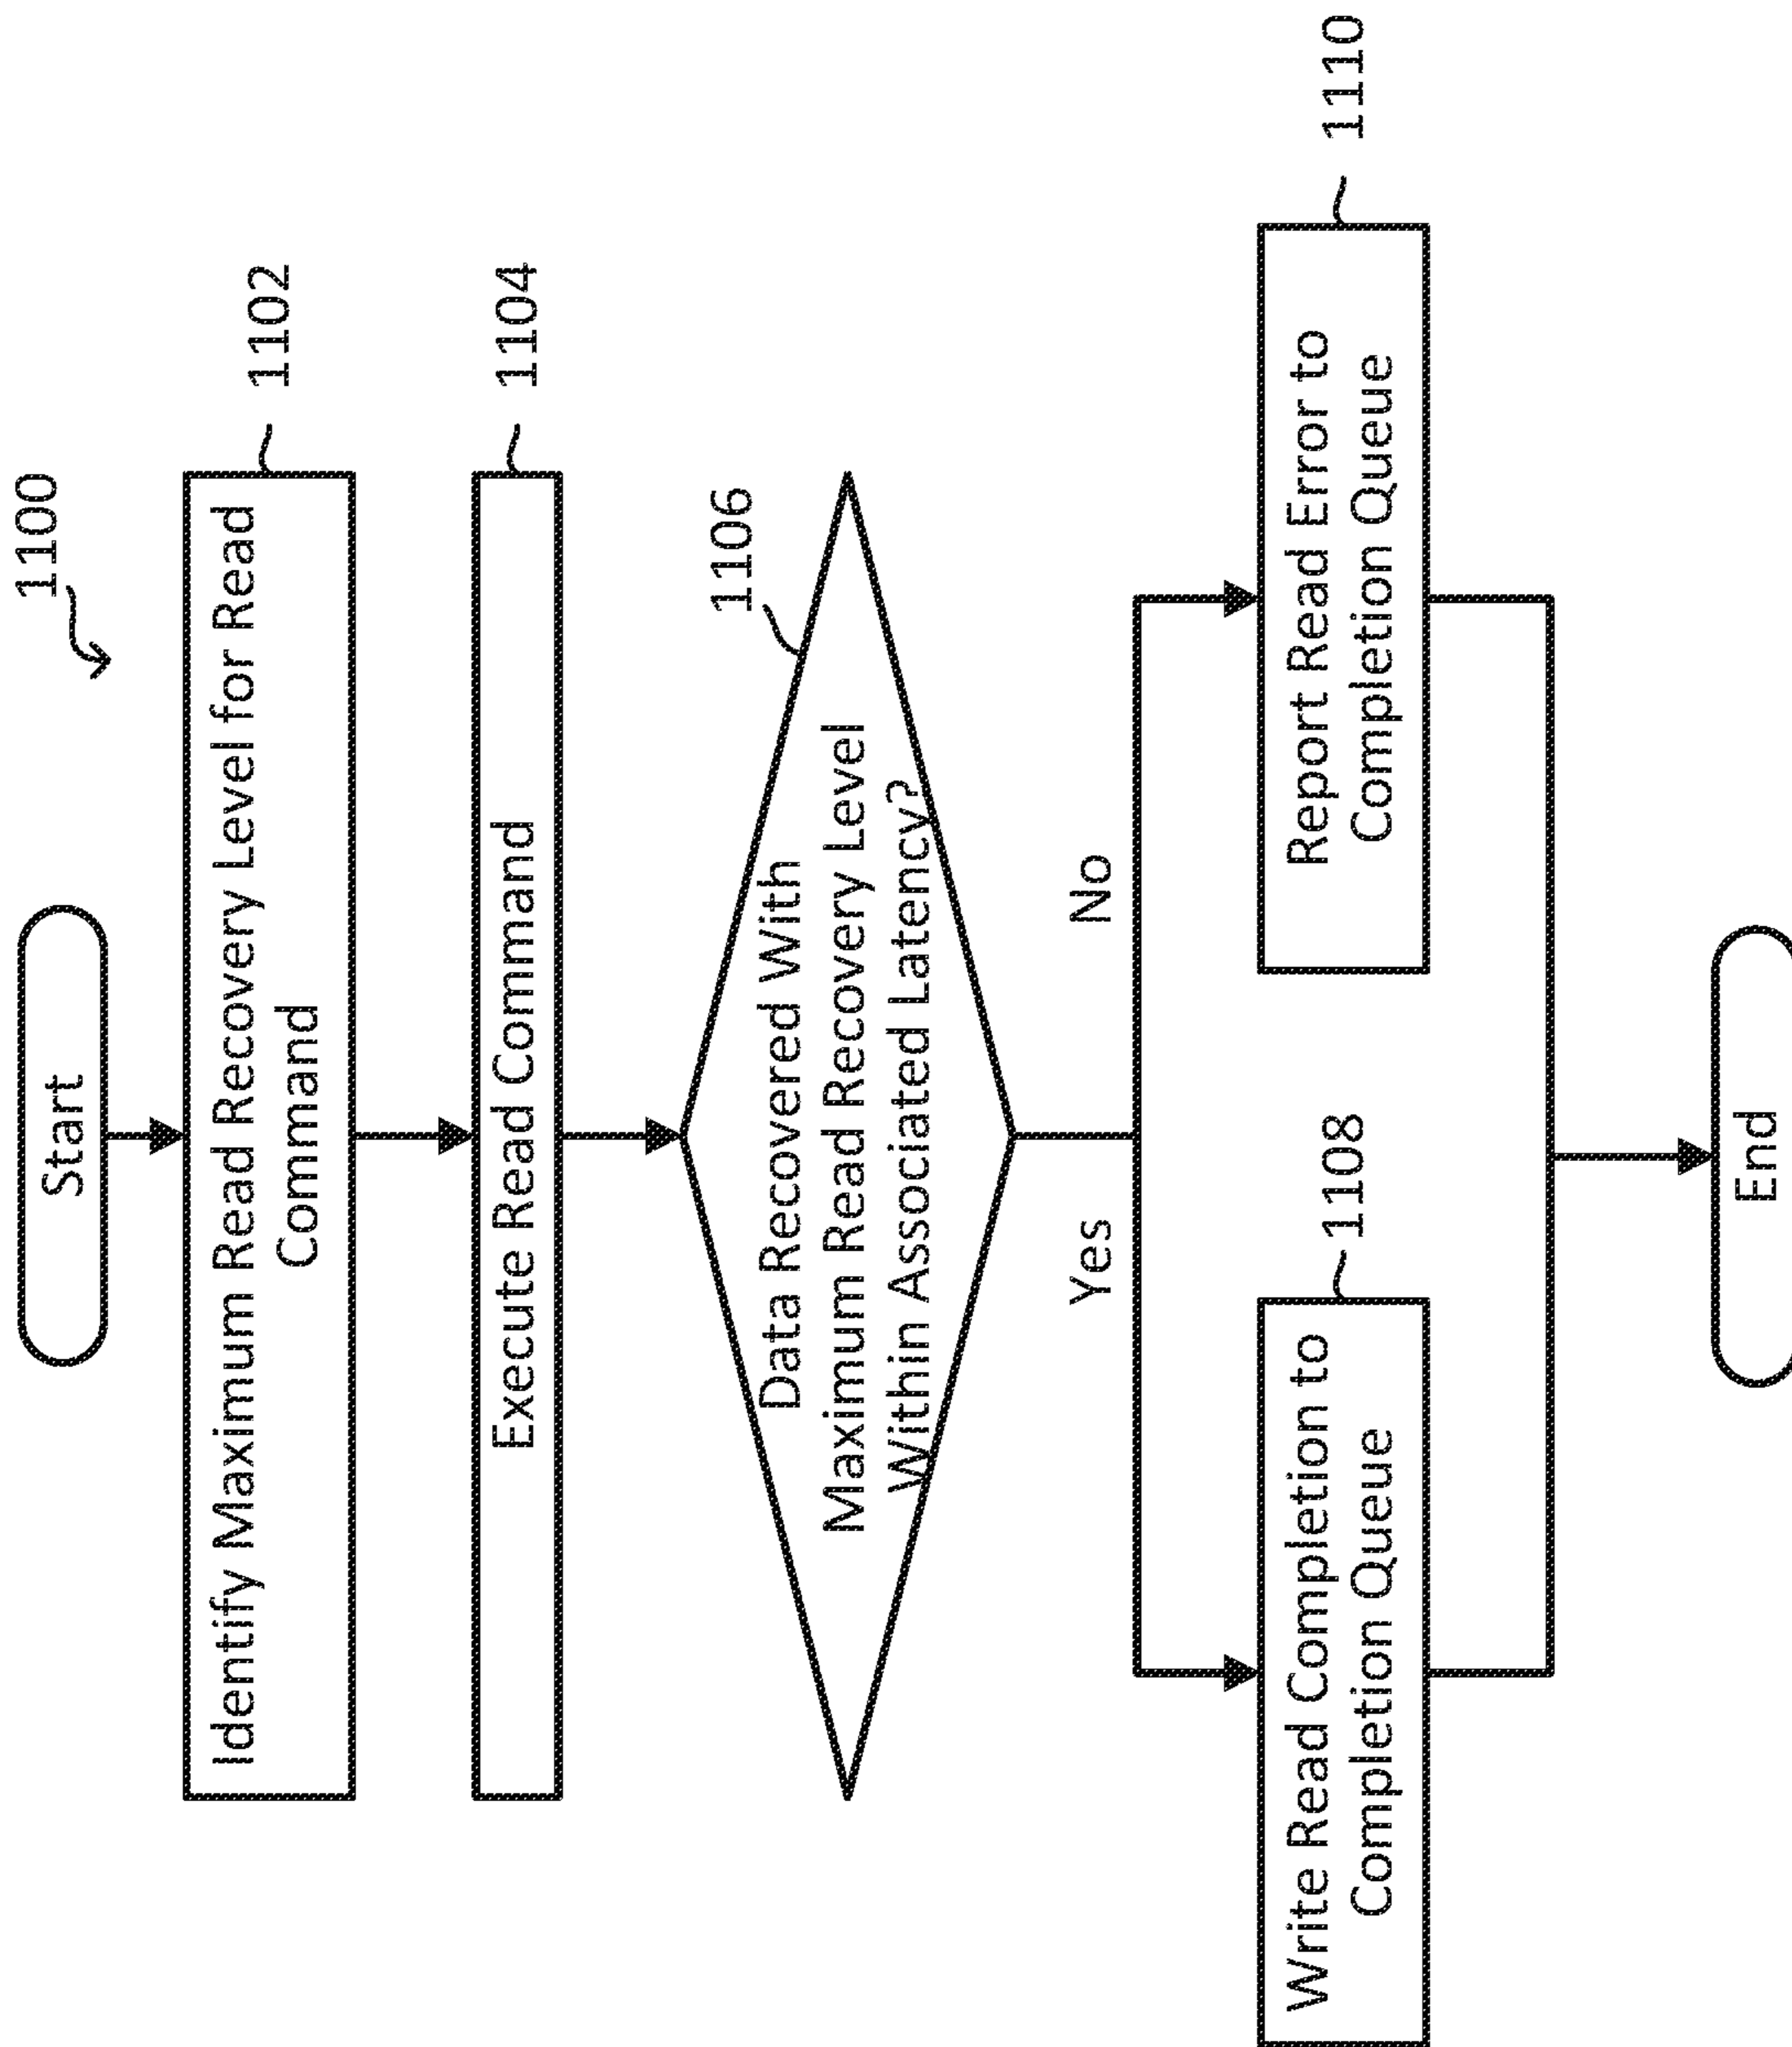 1100
Start
Identify Maximum Read Recovery Level for Read
Command
1102
Execute Read Command
1104
1106
Data Recovered With
Maximum Read Recovery Level
Within Associated Latency?
Yes
No
Write Read Completion to
Completion Queue
1108
Report Read Error to
Completion Queue
1110
End